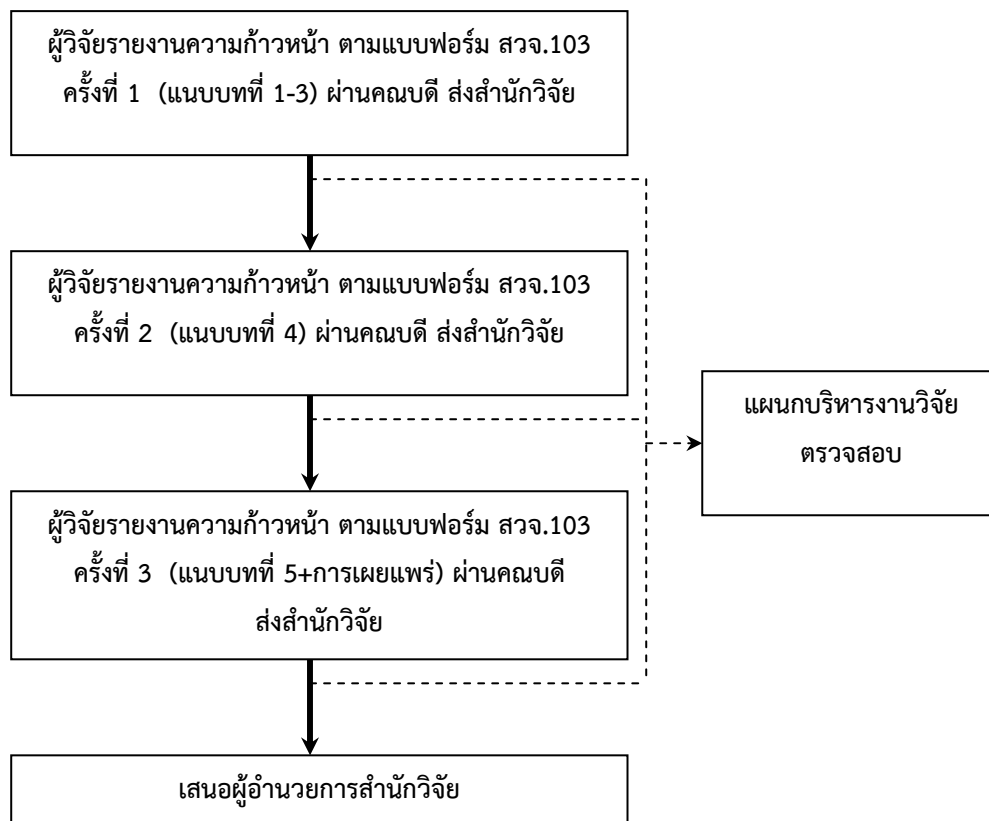 ผู้วิจัยรายงานความก้าวหน้า ตามแบบฟอร์ม สวจ.103
ครั้งที่ 1 (แนบบทที่ 1-3) ผ่านคณบดี ส่งสำนักวิจัย
ผู้วิจัยรายงานความก้าวหน้า ตามแบบฟอร์ม สวจ.103
ครั้งที่ 2 (แนบบทที่ 4) ผ่านคณบดี ส่งสำนักวิจัย
แผนกบริหารงานวิจัย
ตรวจสอบ
ผู้วิจัยรายงานความก้าวหน้า ตามแบบฟอร์ม สวจ.103
ครั้งที่ 3 (แนบบทที่ 5+การเผยแพร่) ผ่านคณบดี
ส่งสำนักวิจัย
เสนอผู้อำนวยการสำนักวิจัย